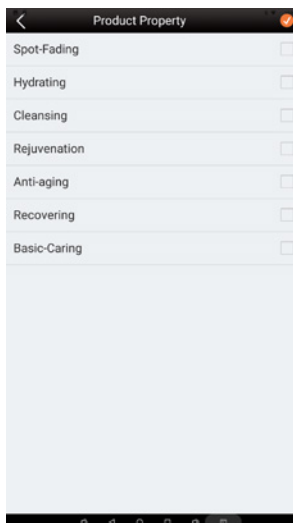 Product Property
Spot-Fading
Hydrating
Cleansing
Rejuvenation
Anti-aging
Recovering
Basic-Caring